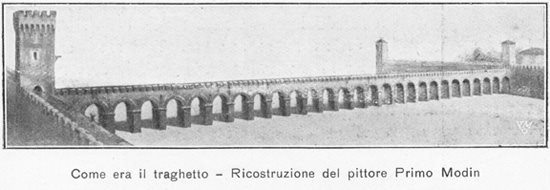 Come era il traghetto - Ricostruzione del pittore Primo Modin